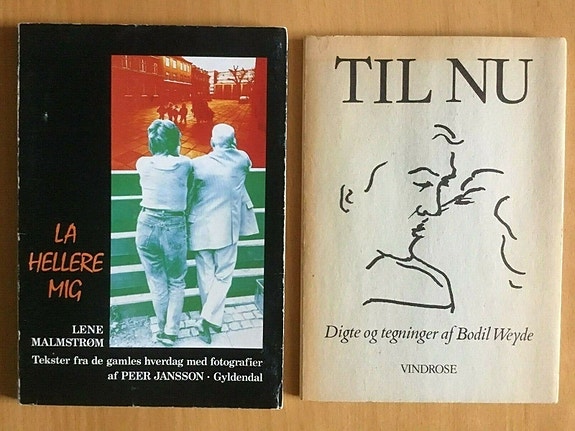 LA
HELLERE
MIG
LENE
MALMSTRØM
Tekster fra de gamles hverdag med fotografier
af PEER JANSSON · Gyldendal
TIL NU
Digte og tegninger af Bodil Weyde
VINDROSE